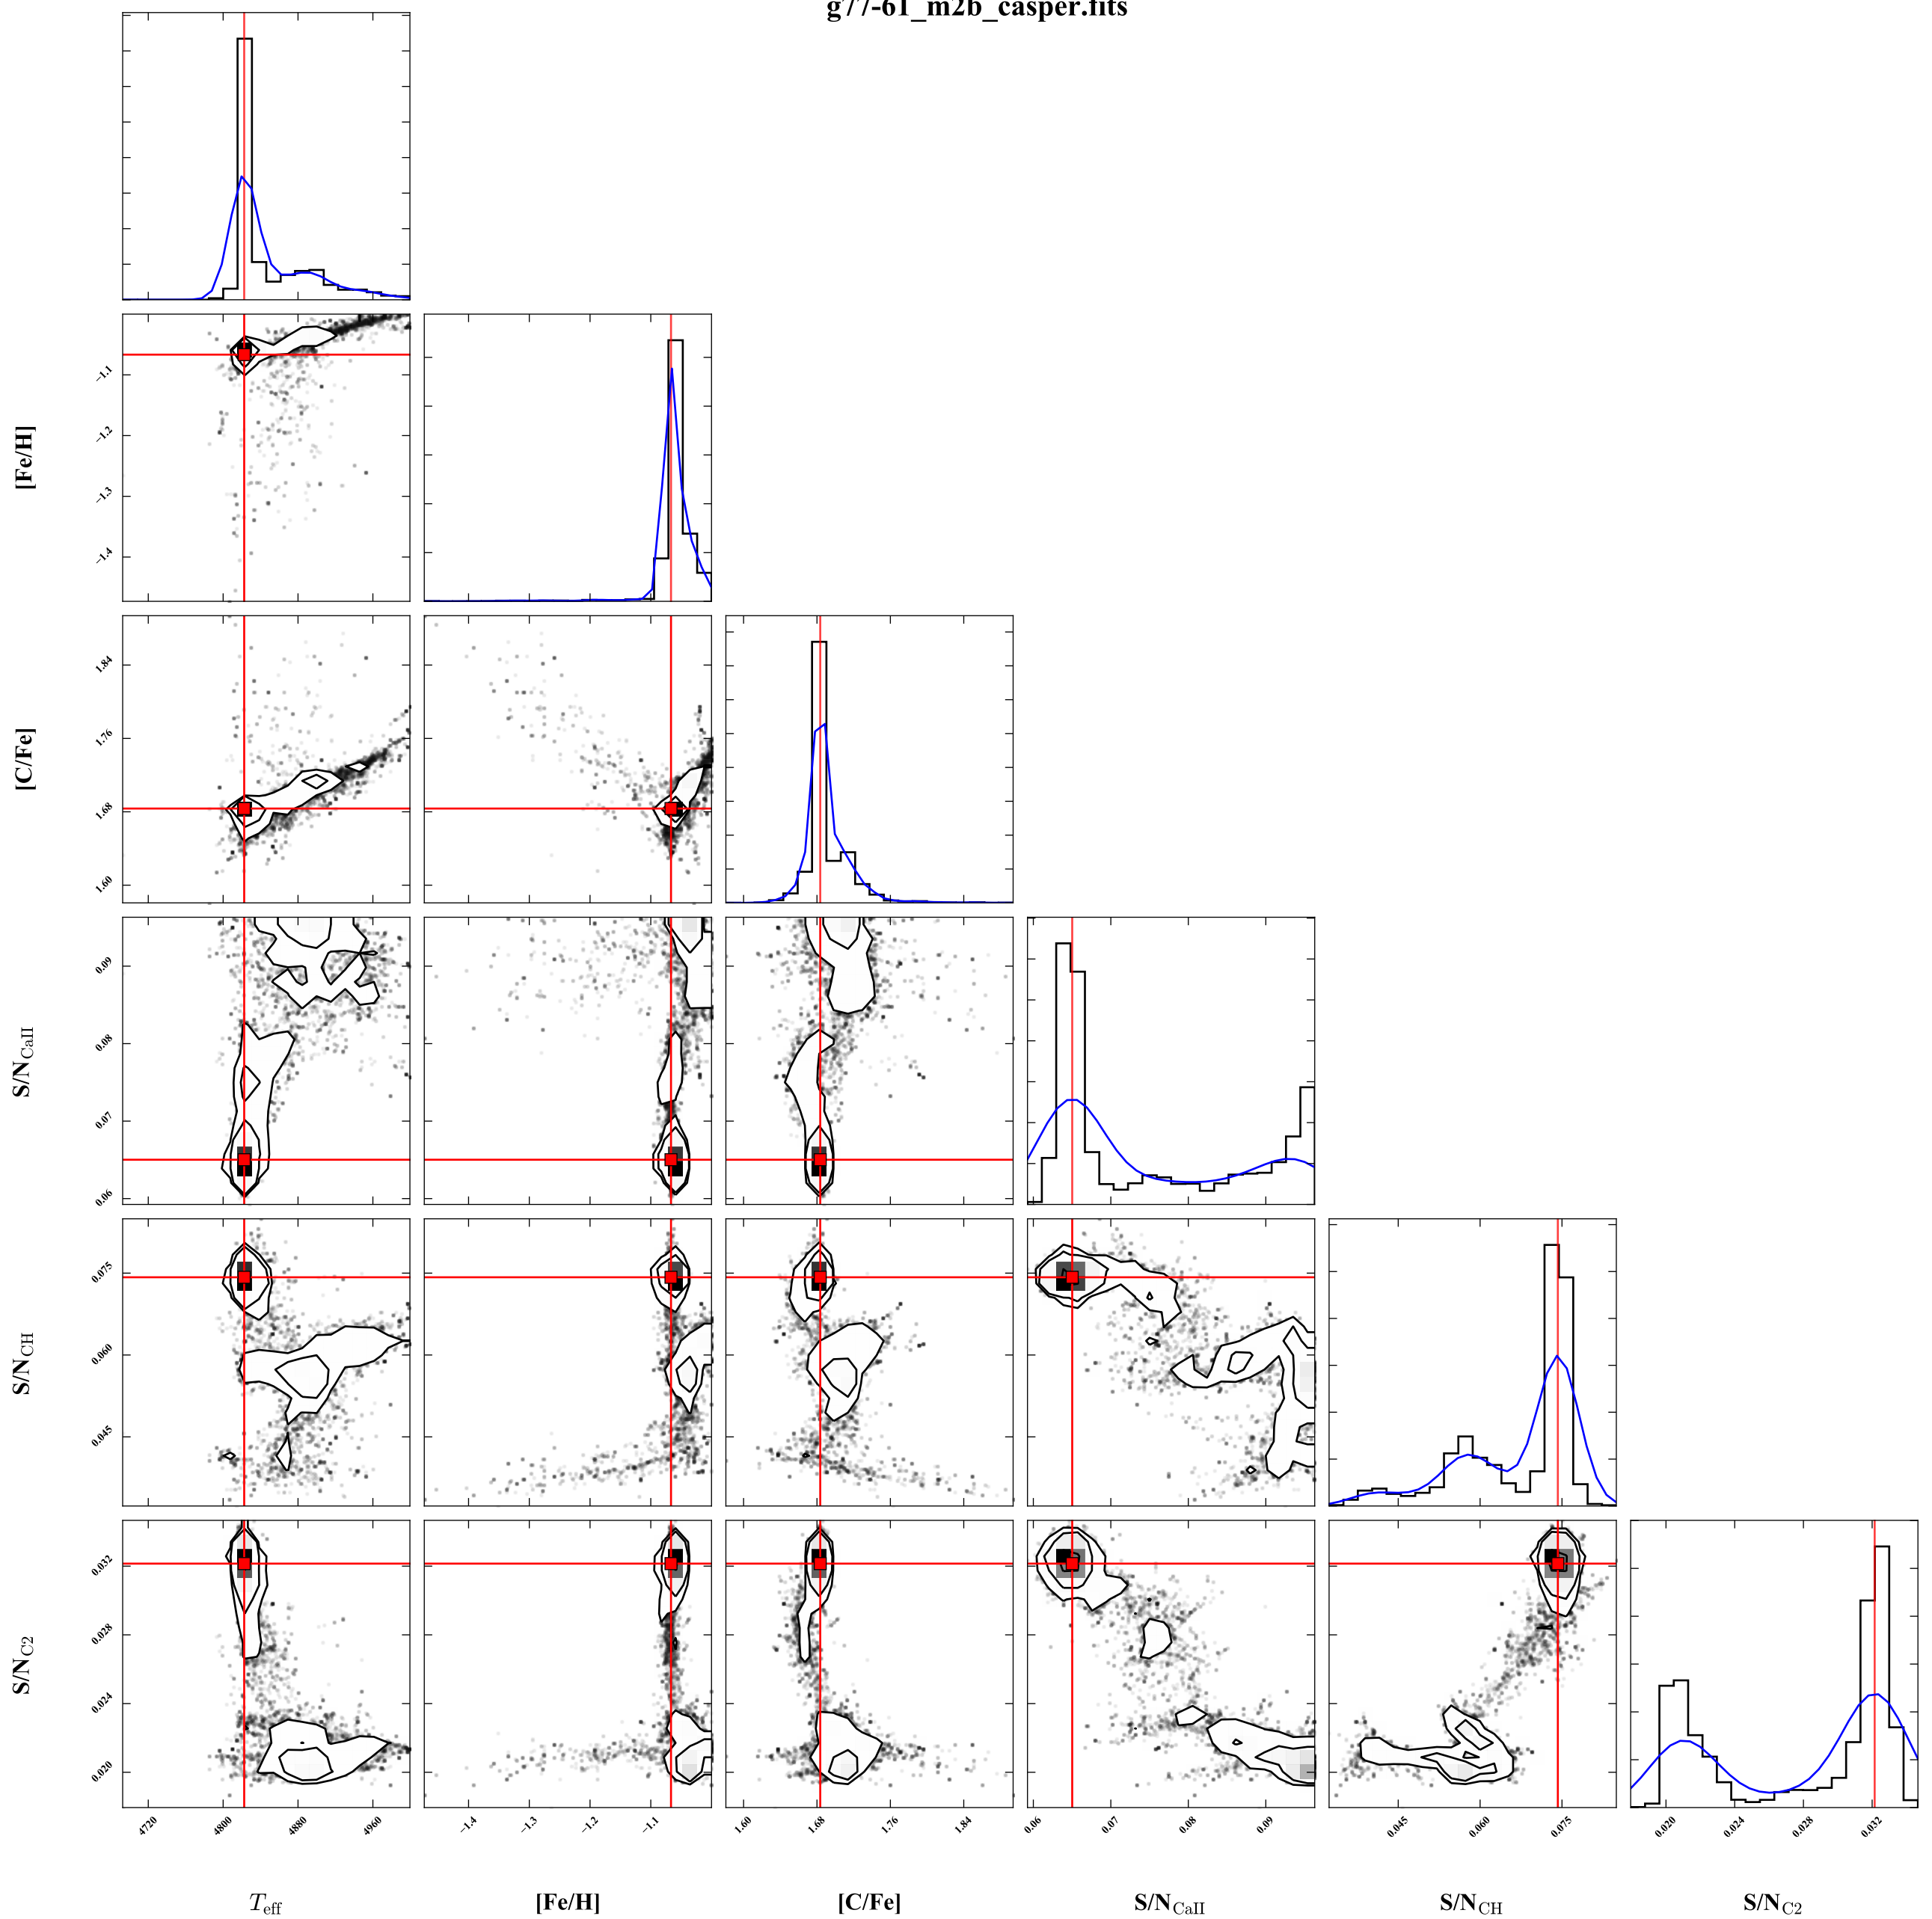 g77-61_m2b_casper.fits
[Fe/H]
−1.1
−1.2
−1.3
−1.4
[C/Fe]
1.84
1.76
1.68
1.60
S/N_CaII
0.09
0.08
0.07
0.06
S/N_CH
0.075
0.060
0.045
S/N_C2
0.032
0.028
0.024
0.020
4720 4800 4880 4960 −1.4 −1.3 −1.2 −1.1 1.60 1.68 1.76 1.84 0.06 0.07 0.08 0.09 0.045 0.060 0.075 0.020 0.024 0.028 0.032
T_eff [Fe/H] [C/Fe] S/N_CaII S/N_CH S/N_C2